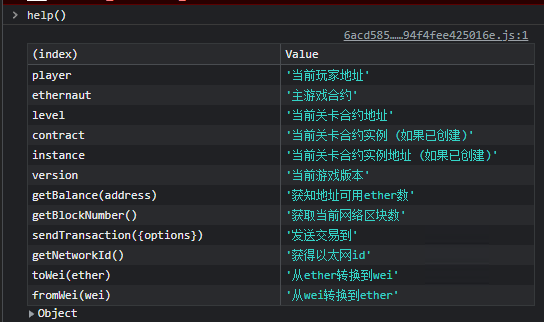 > help()
6acd585……94f4fee425016e.js:1
(index) Value
player '当前玩家地址'
ethernaut '主游戏合约'
level '当前关卡合约地址'
contract '当前关卡合约实例 (如果已创建)'
instance '当前关卡合约实例地址 (如果已创建)'
version '当前游戏版本'
getBalance(address) '获知地址可用ether数'
getBlockNumber() '获取当前网络区块数'
sendTransaction({options}) '发送交易到'
getNetworkId() '获得以太网id'
toWei(ether) '从ether转换到wei'
fromWei(wei) '从wei转换到ether'
▶ Object